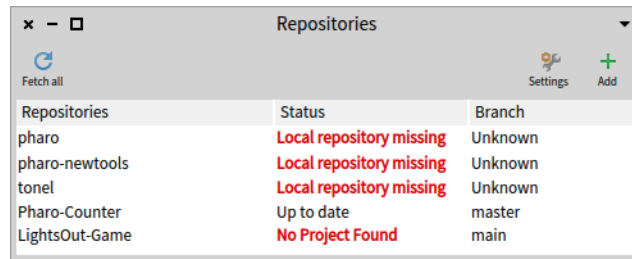 Repositories
Fetch all Settings Add
Repositories Status Branch
pharo Local repository missing Unknown
pharo-newtools Local repository missing Unknown
tonel Local repository missing Unknown
Pharo-Counter Up to date master
LightsOut-Game No Project Found main